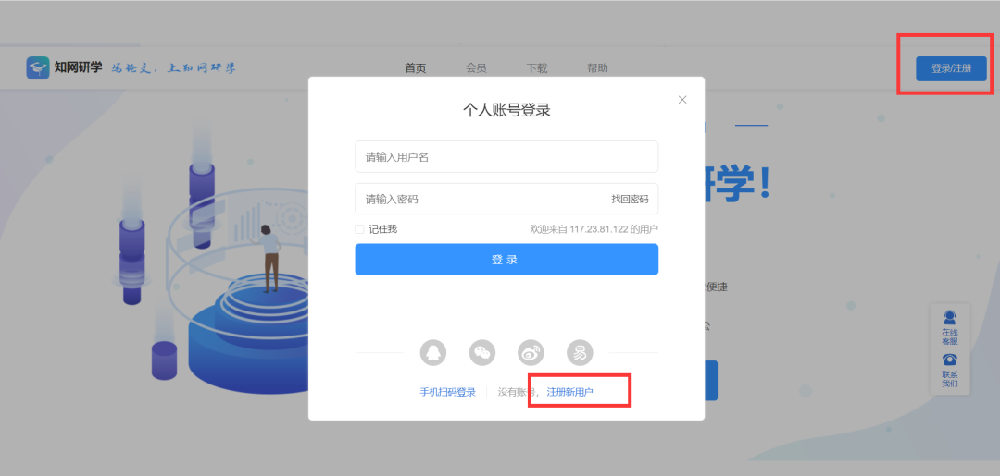 知网研学 写论文,上知网研学
首页 会员 下载 帮助
登录/注册
个人账号登录
请输入用户名
请输入密码 找回密码
记住我 欢迎来自 117.23.81.122 的用户
登 录
手机扫码登录 没有账号, 注册新用户
研学!
便捷
松
在线
客服
联系
我们